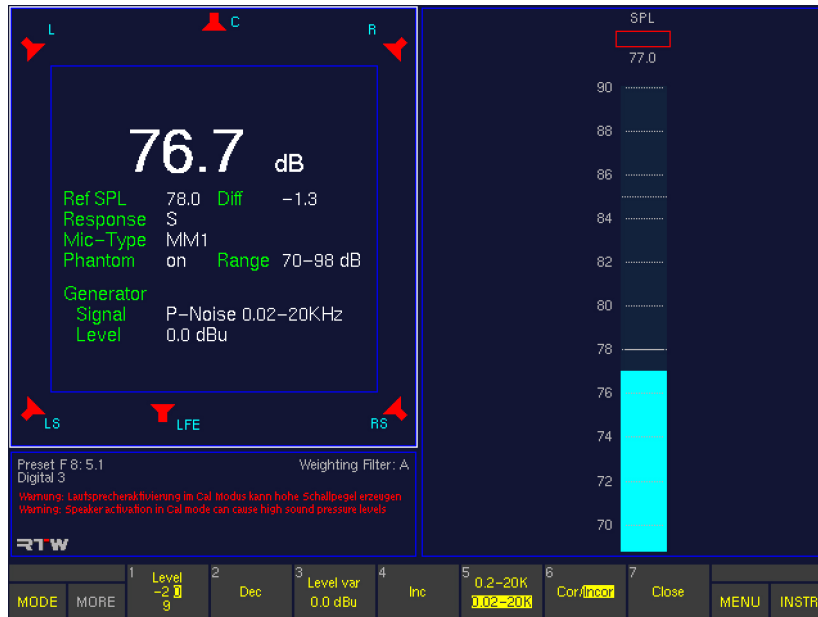 L
C
R
76.7 dB
Ref SPL 78.0 Diff -1.3
Response S
Mic-Type MM1
Phantom on Range 70-98 dB
Generator
Signal P-Noise 0.02-20KHz
Level 0.0 dBu
LS
LFE
RS
SPL
77.0
90
88
86
84
82
80
78
76
74
72
70
Preset F 8: 5.1 Weighting Filter: A
Digital 3
Warnung: Lautsprecheraktivierung im Cal Modus kann hohe Schallpegel erzeugen
Warning: Speaker activation in Cal mode can cause high sound pressure levels
RTW
MODE
MORE
1 Level
-2 0
9
2 Dec
3 Level var
0.0 dBu
4 Inc
5 0.2-20K
0.02-20K
6 Cor/Incor
7 Close
MENU
INSTR